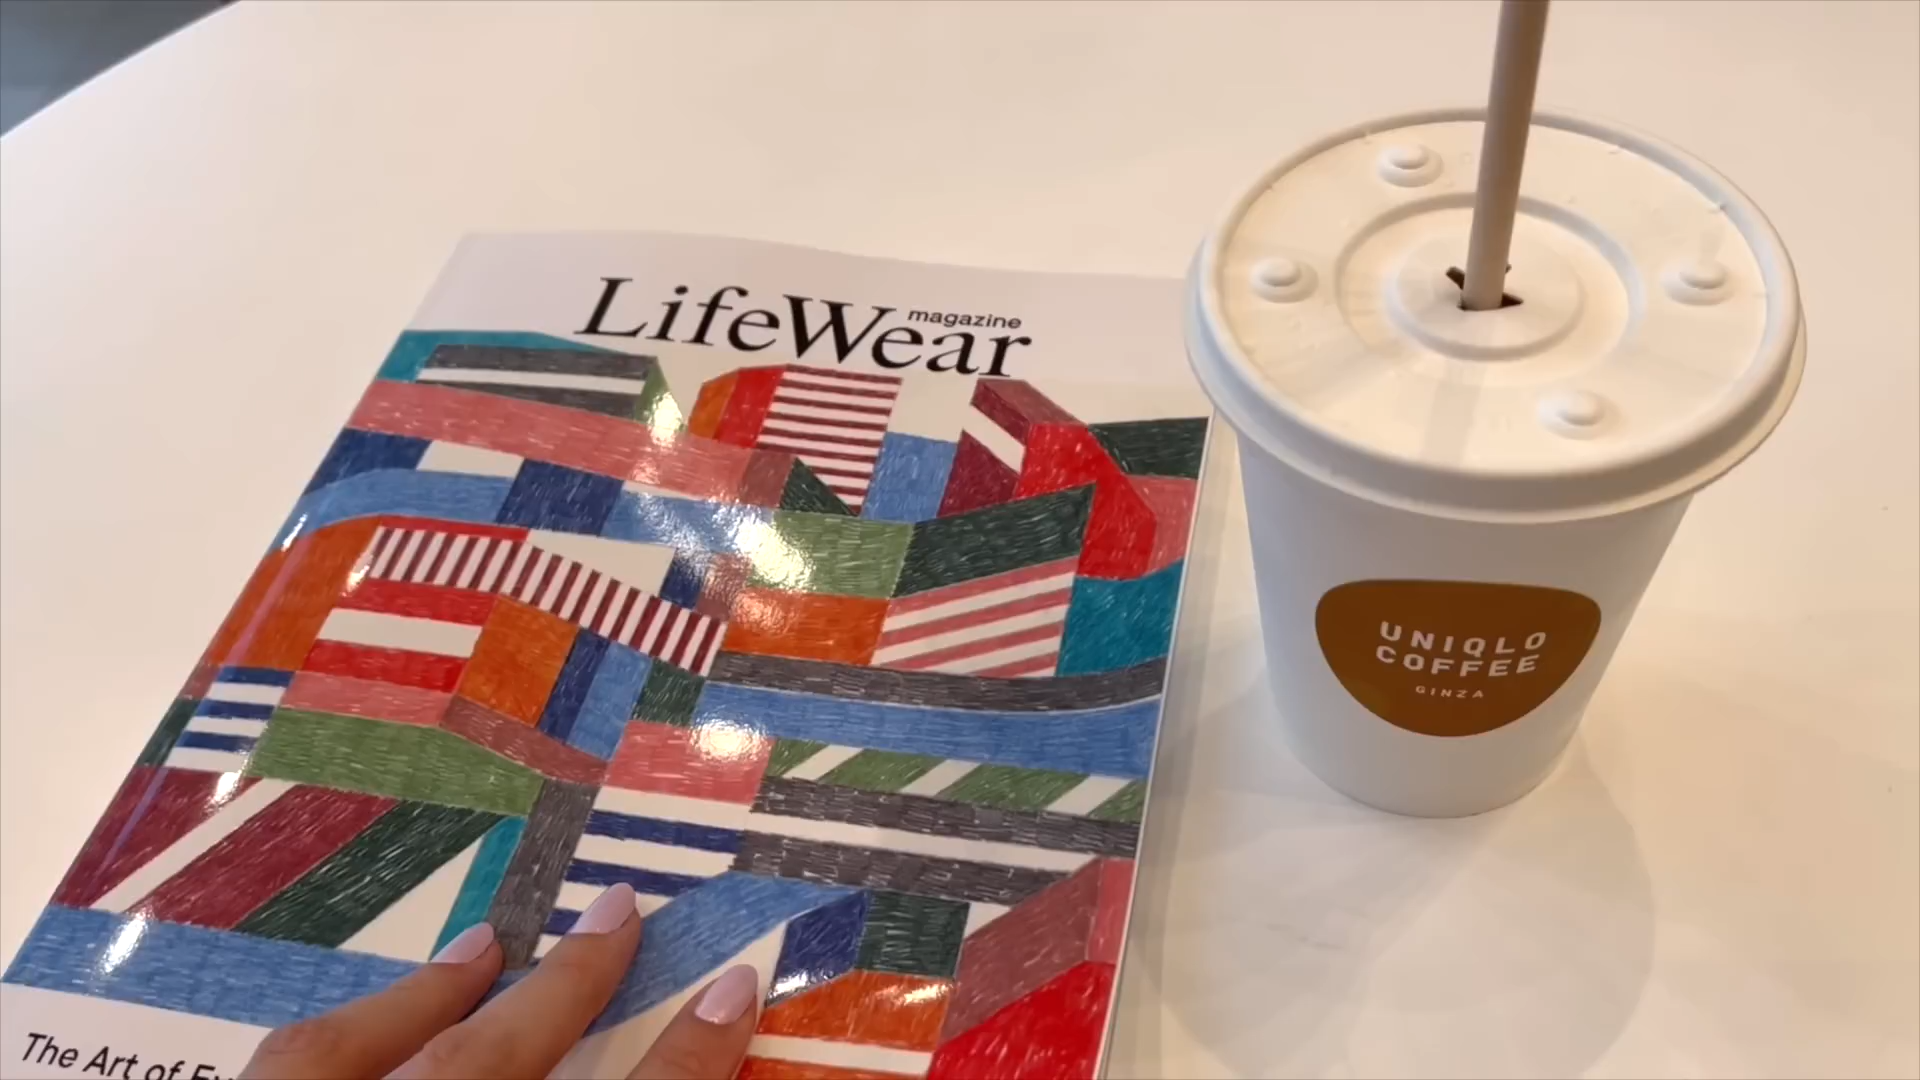 LifeWear
magazine
The Art of
UNIQLO
COFFEE
GINZA